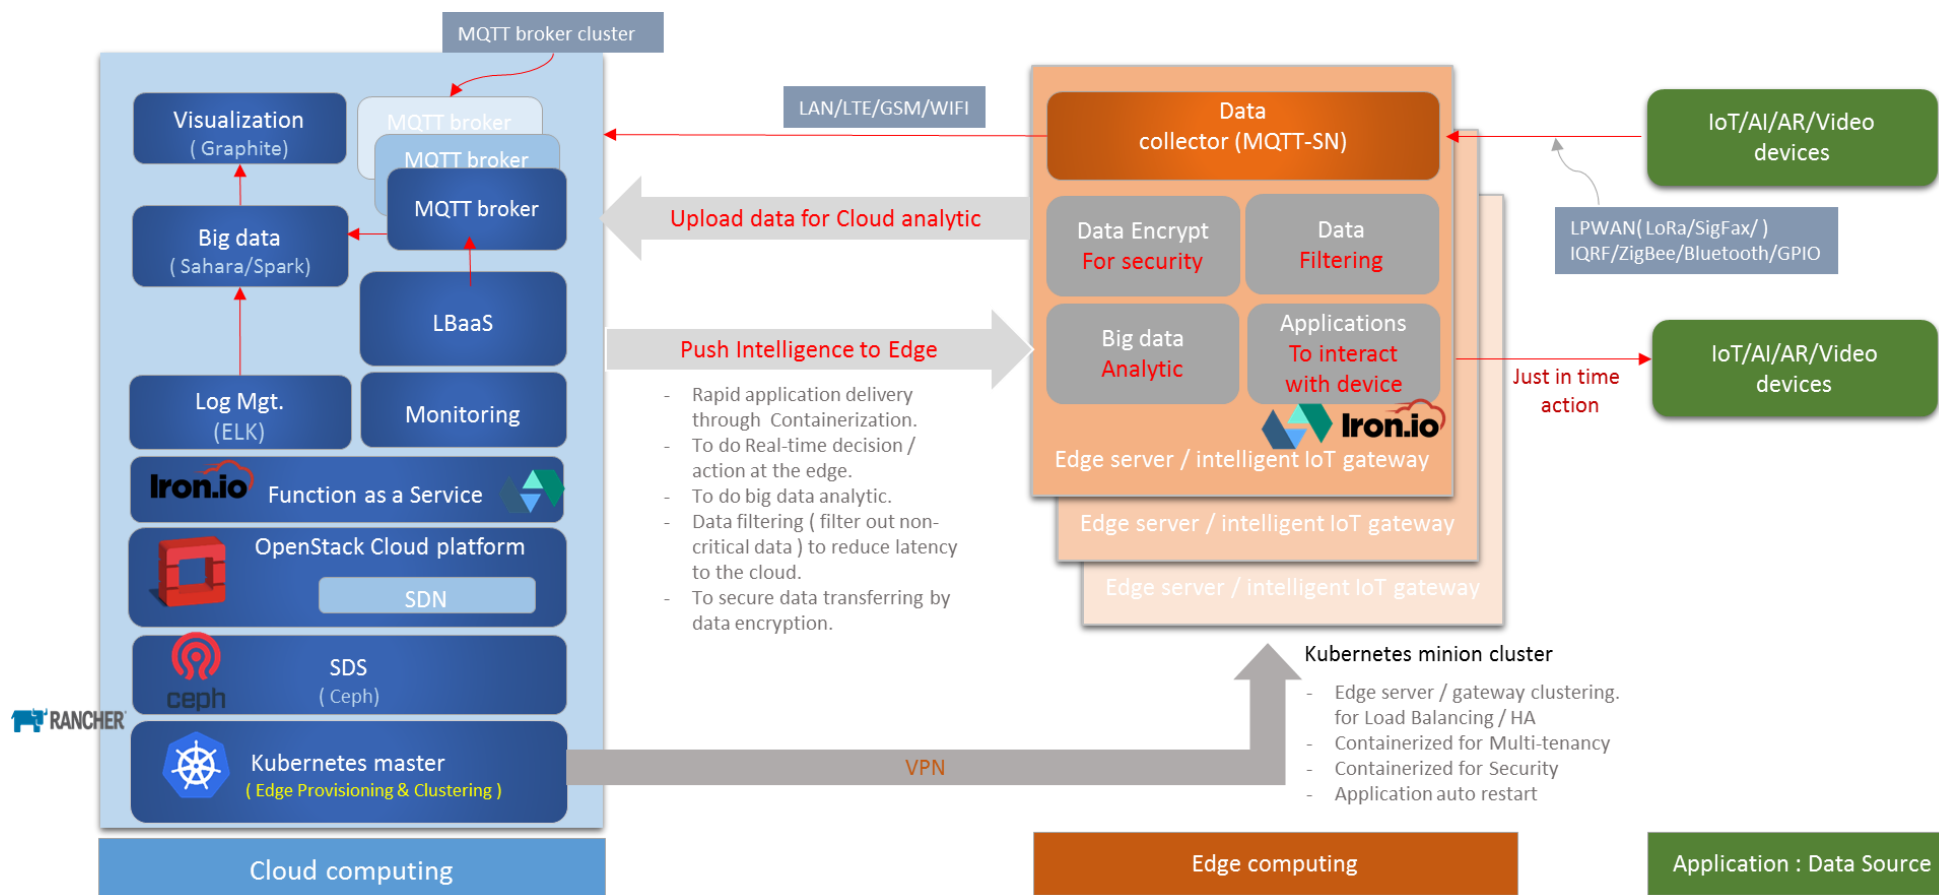 MQTT broker cluster
Visualization
( Graphite)
MQTT broker
MQTT broker
MQTT broker
Big data
( Sahara/Spark)
LBaaS
Log Mgt.
(ELK)
Monitoring
Iron.io
Function as a Service
OpenStack Cloud platform
SDN
SDS
( Ceph)
ceph
RANCHER
Kubernetes master
( Edge Provisioning & Clustering )
Cloud computing
LAN/LTE/GSM/WIFI
Upload data for Cloud analytic
Push Intelligence to Edge
- Rapid application delivery
through Containerization.
- To do Real-time decision /
action at the edge.
- To do big data analytic.
- Data filtering ( filter out non-
critical data ) to reduce latency
to the cloud.
- To secure data transferring by
data encryption.
VPN
Data
collector (MQTT-SN)
Data Encrypt
For security
Data
Filtering
Big data
Analytic
Applications
To interact
with device
Iron.io
Edge server / intelligent IoT gateway
Edge server / intelligent IoT gateway
Edge server / intelligent IoT gateway
Kubernetes minion cluster
- Edge server / gateway clustering.
for Load Balancing / HA
- Containerized for Multi-tenancy
- Containerized for Security
- Application auto restart
Edge computing
IoT/AI/AR/Video
devices
LPWAN( LoRa/SigFax/ )
IQRF/ZigBee/Bluetooth/GPIO
Just in time
action
IoT/AI/AR/Video
devices
Application : Data Source